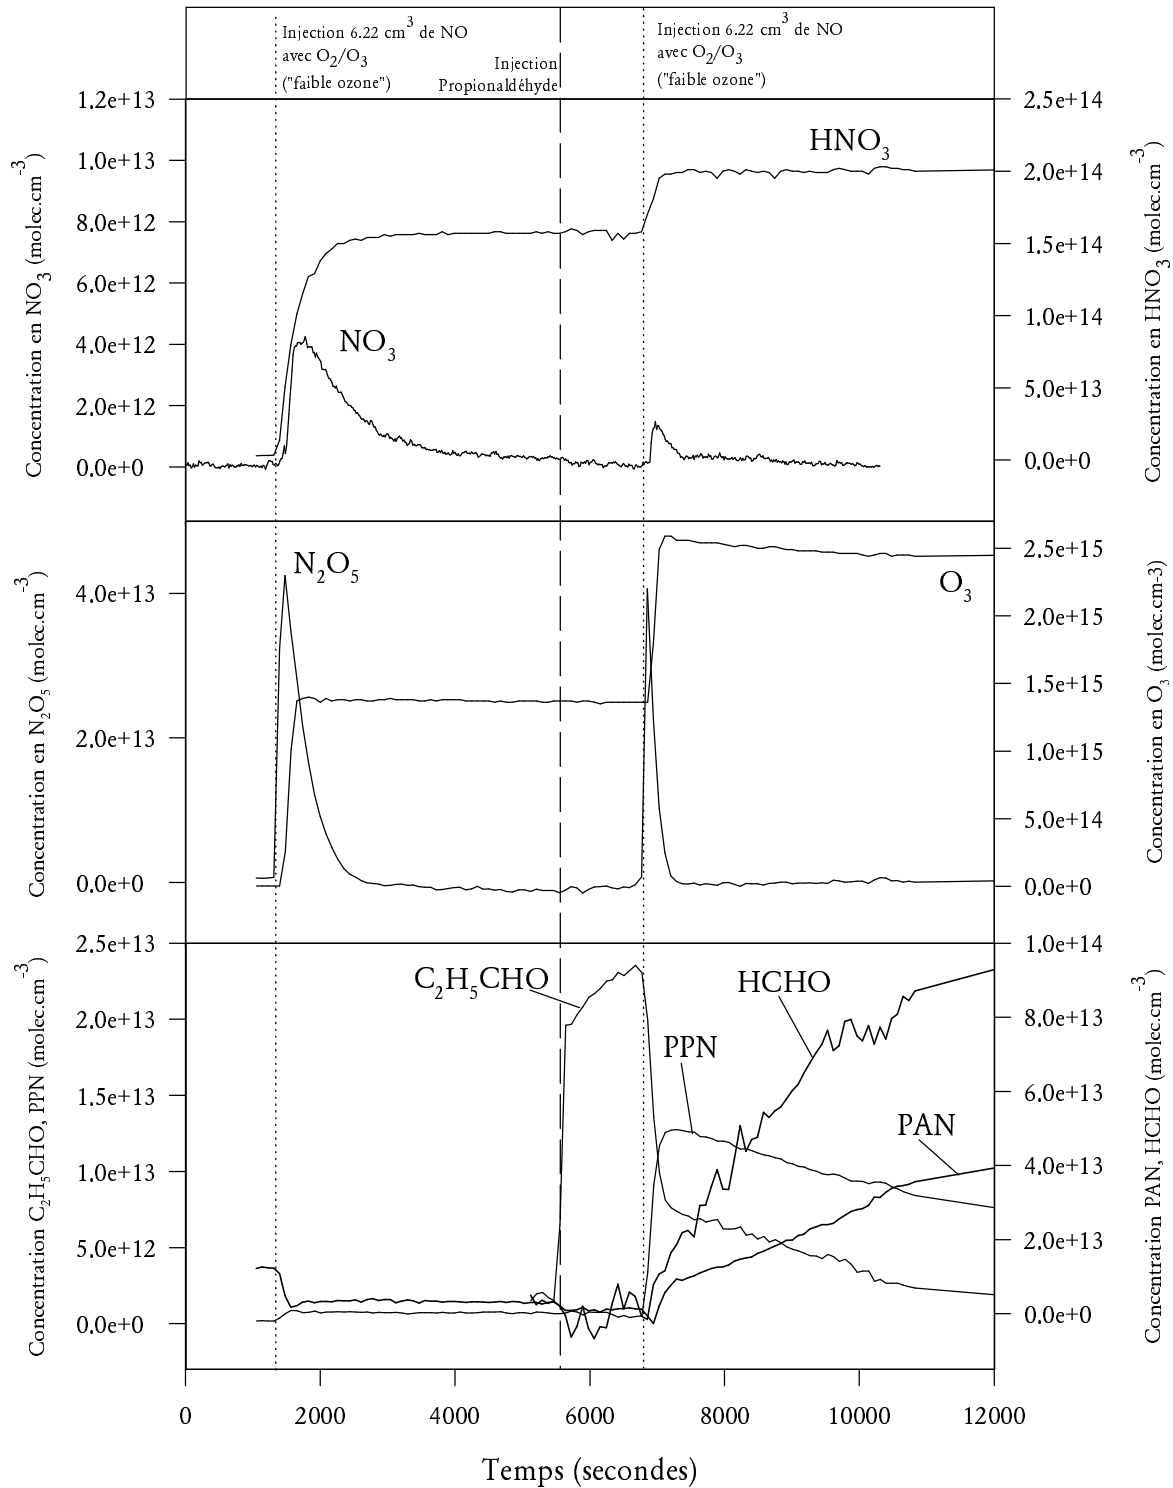 Injection 6.22 cm³ de NO
avec O₂/O₃
("faible ozone")
Injection
Propionaldéhyde
Injection 6.22 cm³ de NO
avec O₂/O₃
("faible ozone")
1.2e+13
1.0e+13
8.0e+12
6.0e+12
4.0e+12
2.0e+12
0.0e+0
Concentration en NO₃ (molec.cm⁻³)
HNO₃
NO₃
2.5e+14
2.0e+14
1.5e+14
1.0e+14
5.0e+13
0.0e+0
Concentration en HNO₃ (molec.cm⁻³)
4.0e+13
2.0e+13
0.0e+0
Concentration en N₂O₅ (molec.cm⁻³)
N₂O₅
O₃
2.5e+15
2.0e+15
1.5e+15
1.0e+15
5.0e+14
0.0e+0
Concentration en O₃ (molec.cm-3)
2.5e+13
2.0e+13
1.5e+13
1.0e+13
5.0e+12
0.0e+0
Concentration C₂H₅CHO, PPN (molec.cm⁻³)
C₂H₅CHO
HCHO
PPN
PAN
1.0e+14
8.0e+13
6.0e+13
4.0e+13
2.0e+13
0.0e+0
Concentration PAN, HCHO (molec.cm⁻³)
0 2000 4000 6000 8000 10000 12000
Temps (secondes)